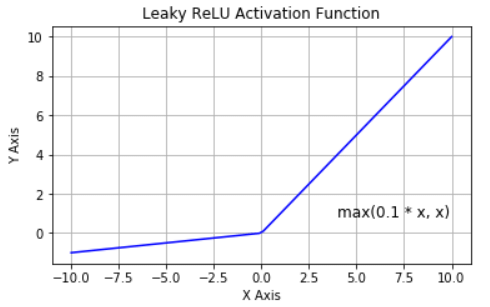 Leaky ReLU Activation Function
10
8
6
4
2
0
Y Axis
max(0.1 * x, x)
−10.0 −7.5 −5.0 −2.5 0.0 2.5 5.0 7.5 10.0
X Axis